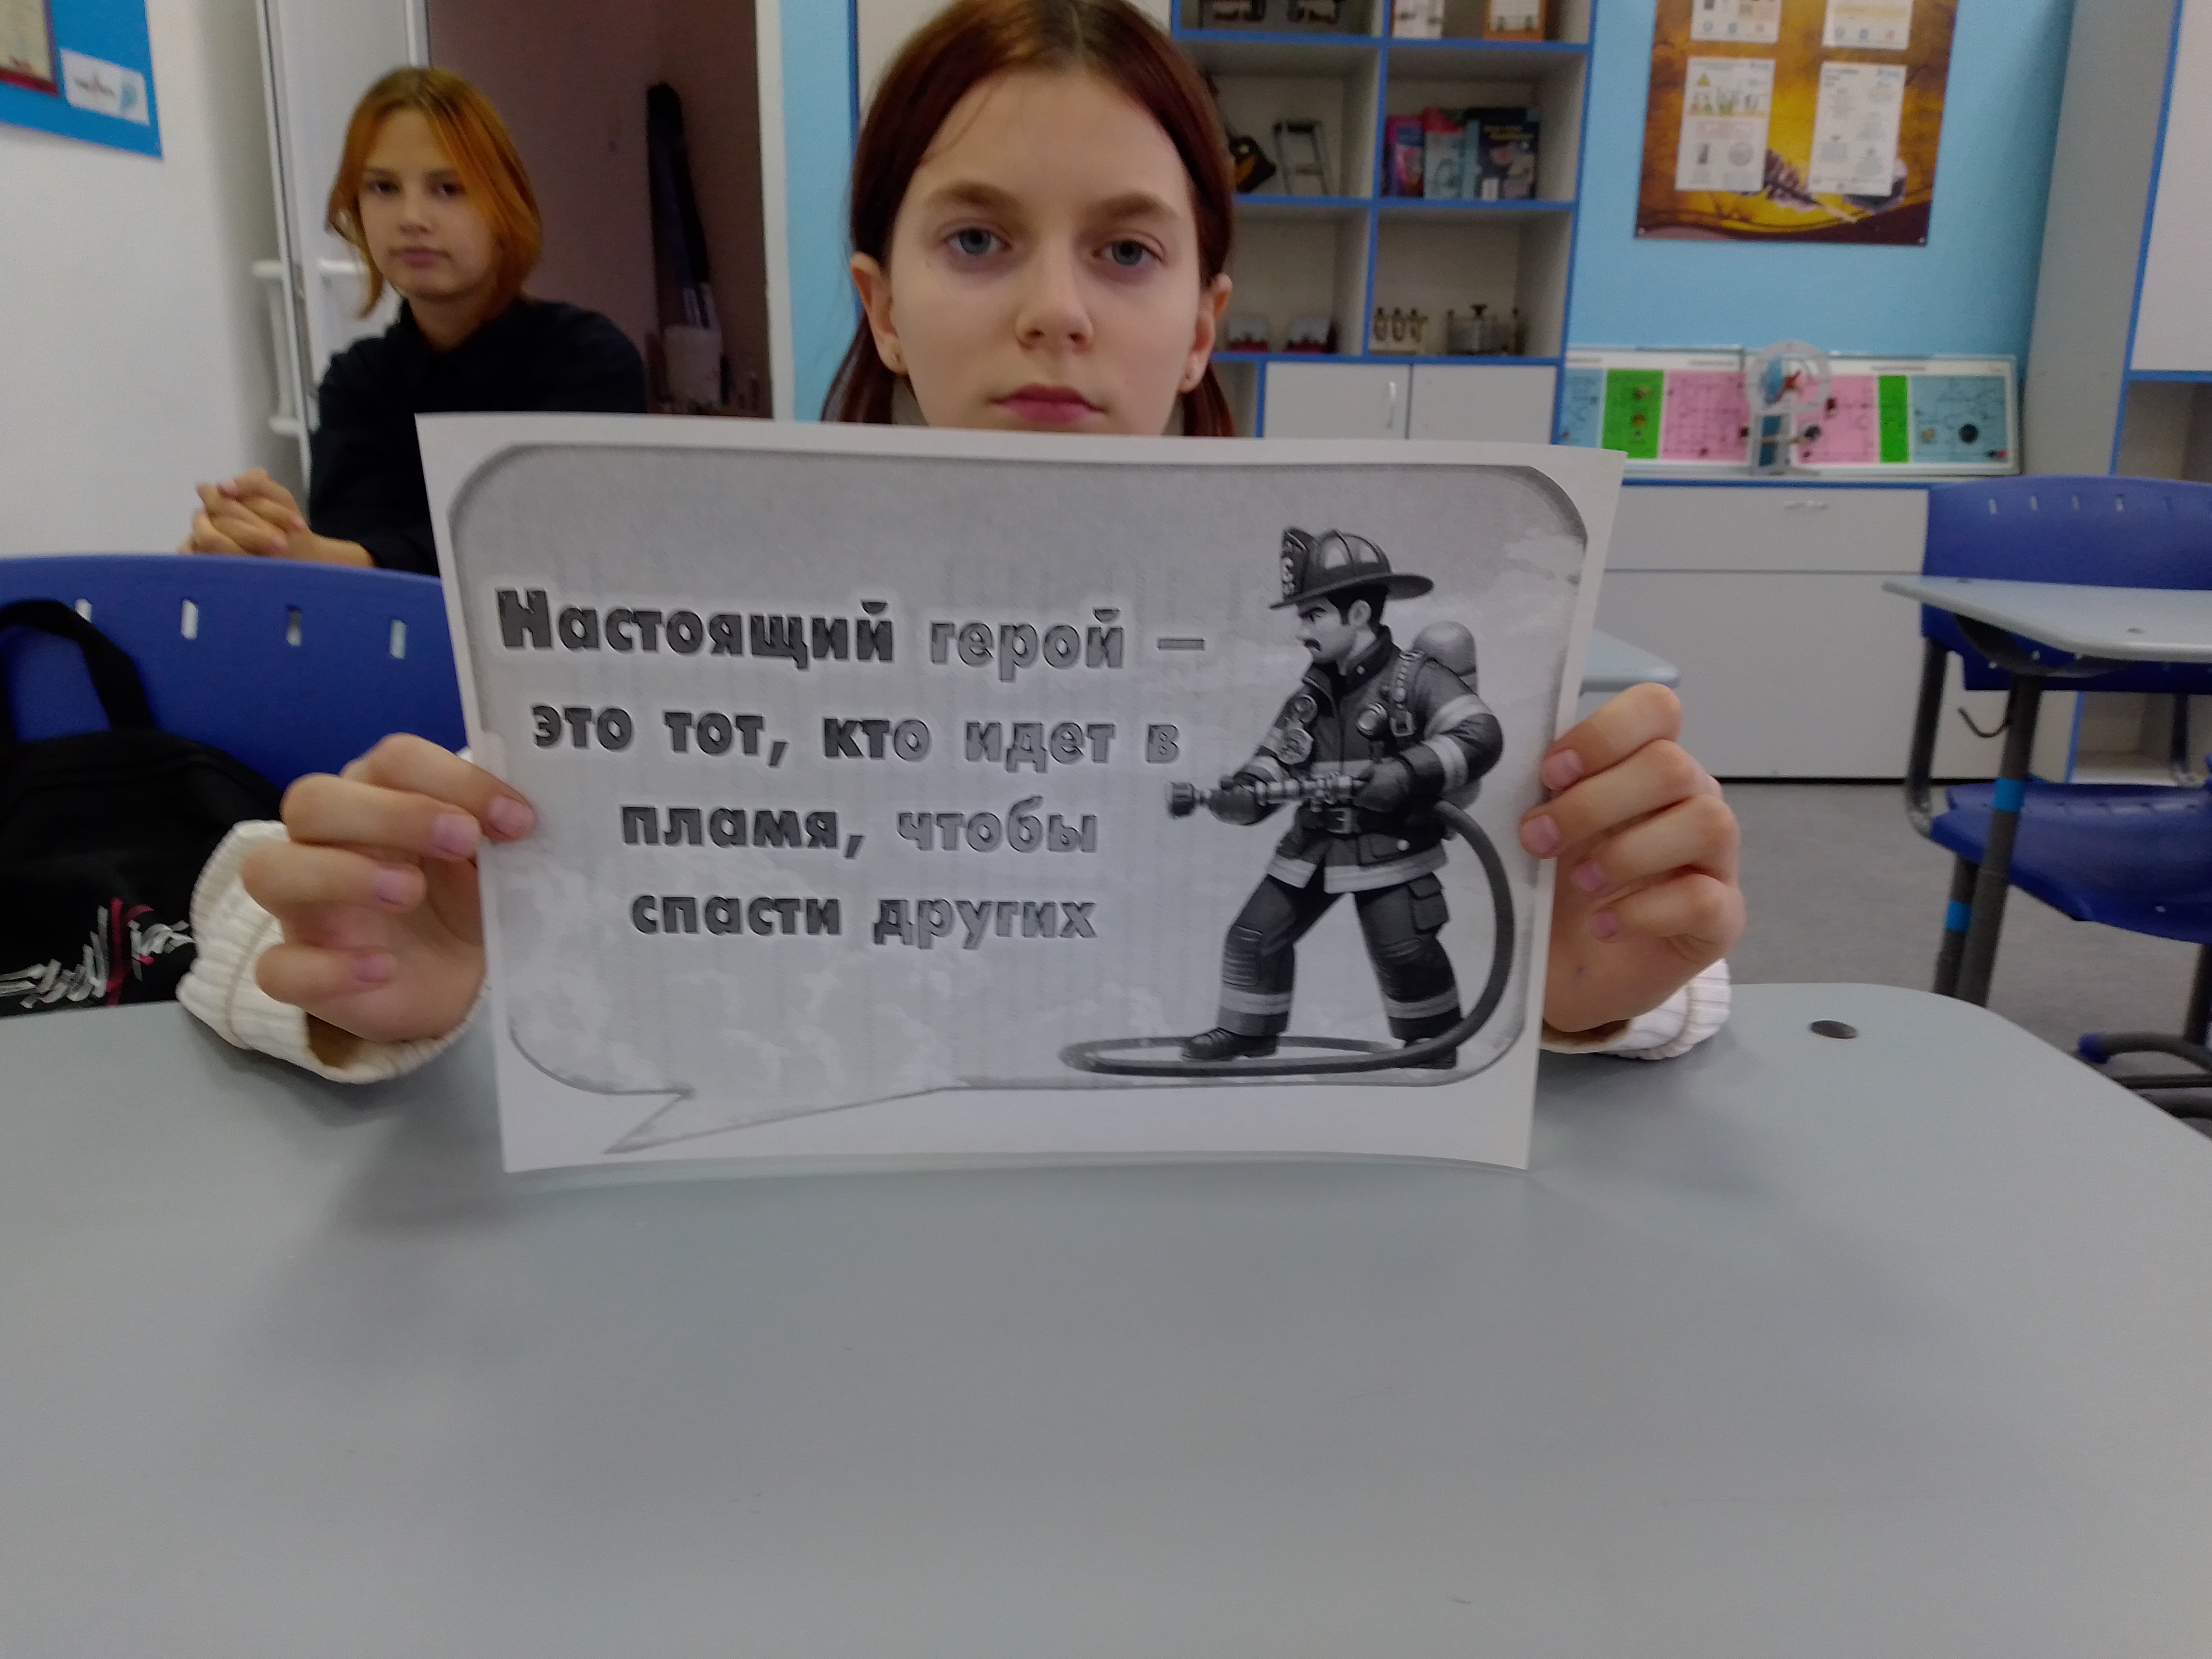 Настоящий герой –
это тот, кто идет в
пламя, чтобы
спасти других